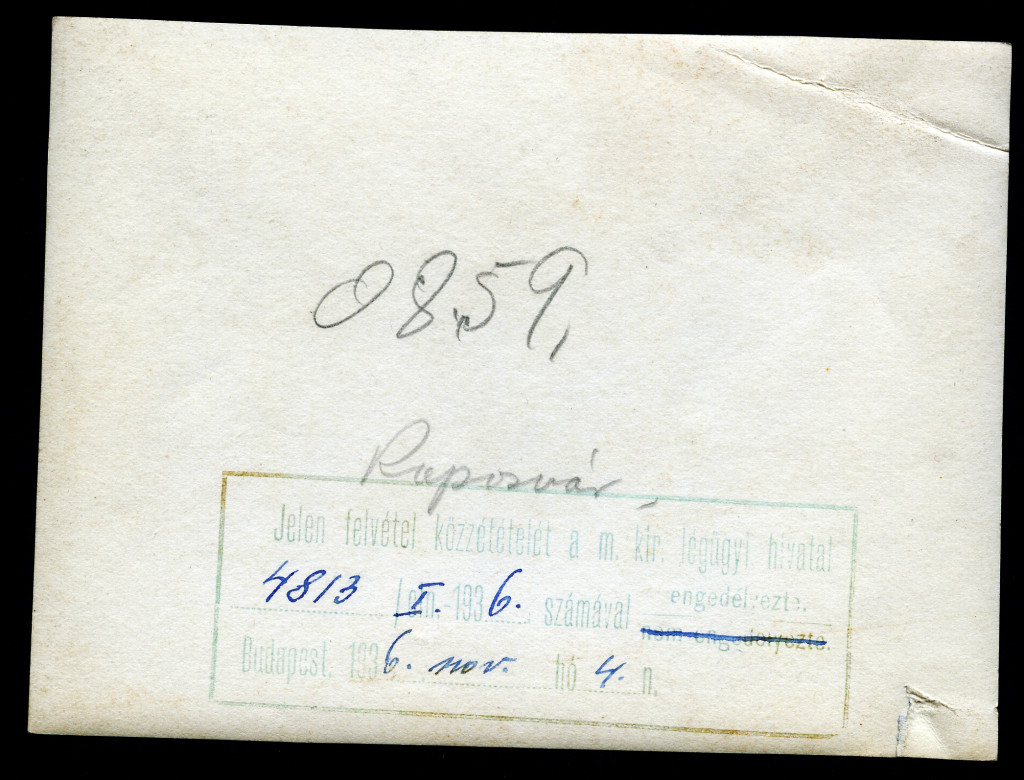 0859,
Kaposvár,
Jelen felvétel közzétételét a m. kir. légügyi hivatal
4813 /eln. I. 1936. számával engedélyezte.
nem engedélyezte.
Budapest, 1936. nov. hó 4. n.